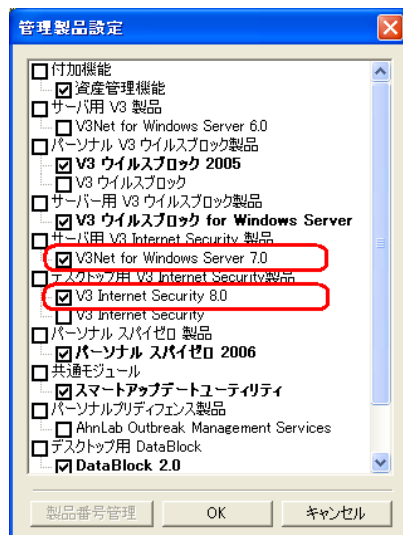 管理製品設定
付加機能
資産管理機能
サーバ用 V3 製品
V3Net for Windows Server 6.0
パーソナル V3 ウイルスブロック製品
V3 ウイルスブロック 2005
V3 ウイルスブロック
サーバー用 V3 ウイルスブロック製品
V3 ウイルスブロック for Windows Server
サーバ用 V3 Internet Security 製品
V3Net for Windows Server 7.0
デスクトップ用 V3 Internet Security製品
V3 Internet Security 8.0
V3 Internet Security
パーソナル スパイゼロ 製品
パーソナル スパイゼロ 2006
共通モジュール
スマートアップデートユーティリティ
パーソナルプリディフェンス製品
AhnLab Outbreak Management Services
デスクトップ用 DataBlock
DataBlock 2.0
製品番号管理
OK
キャンセル